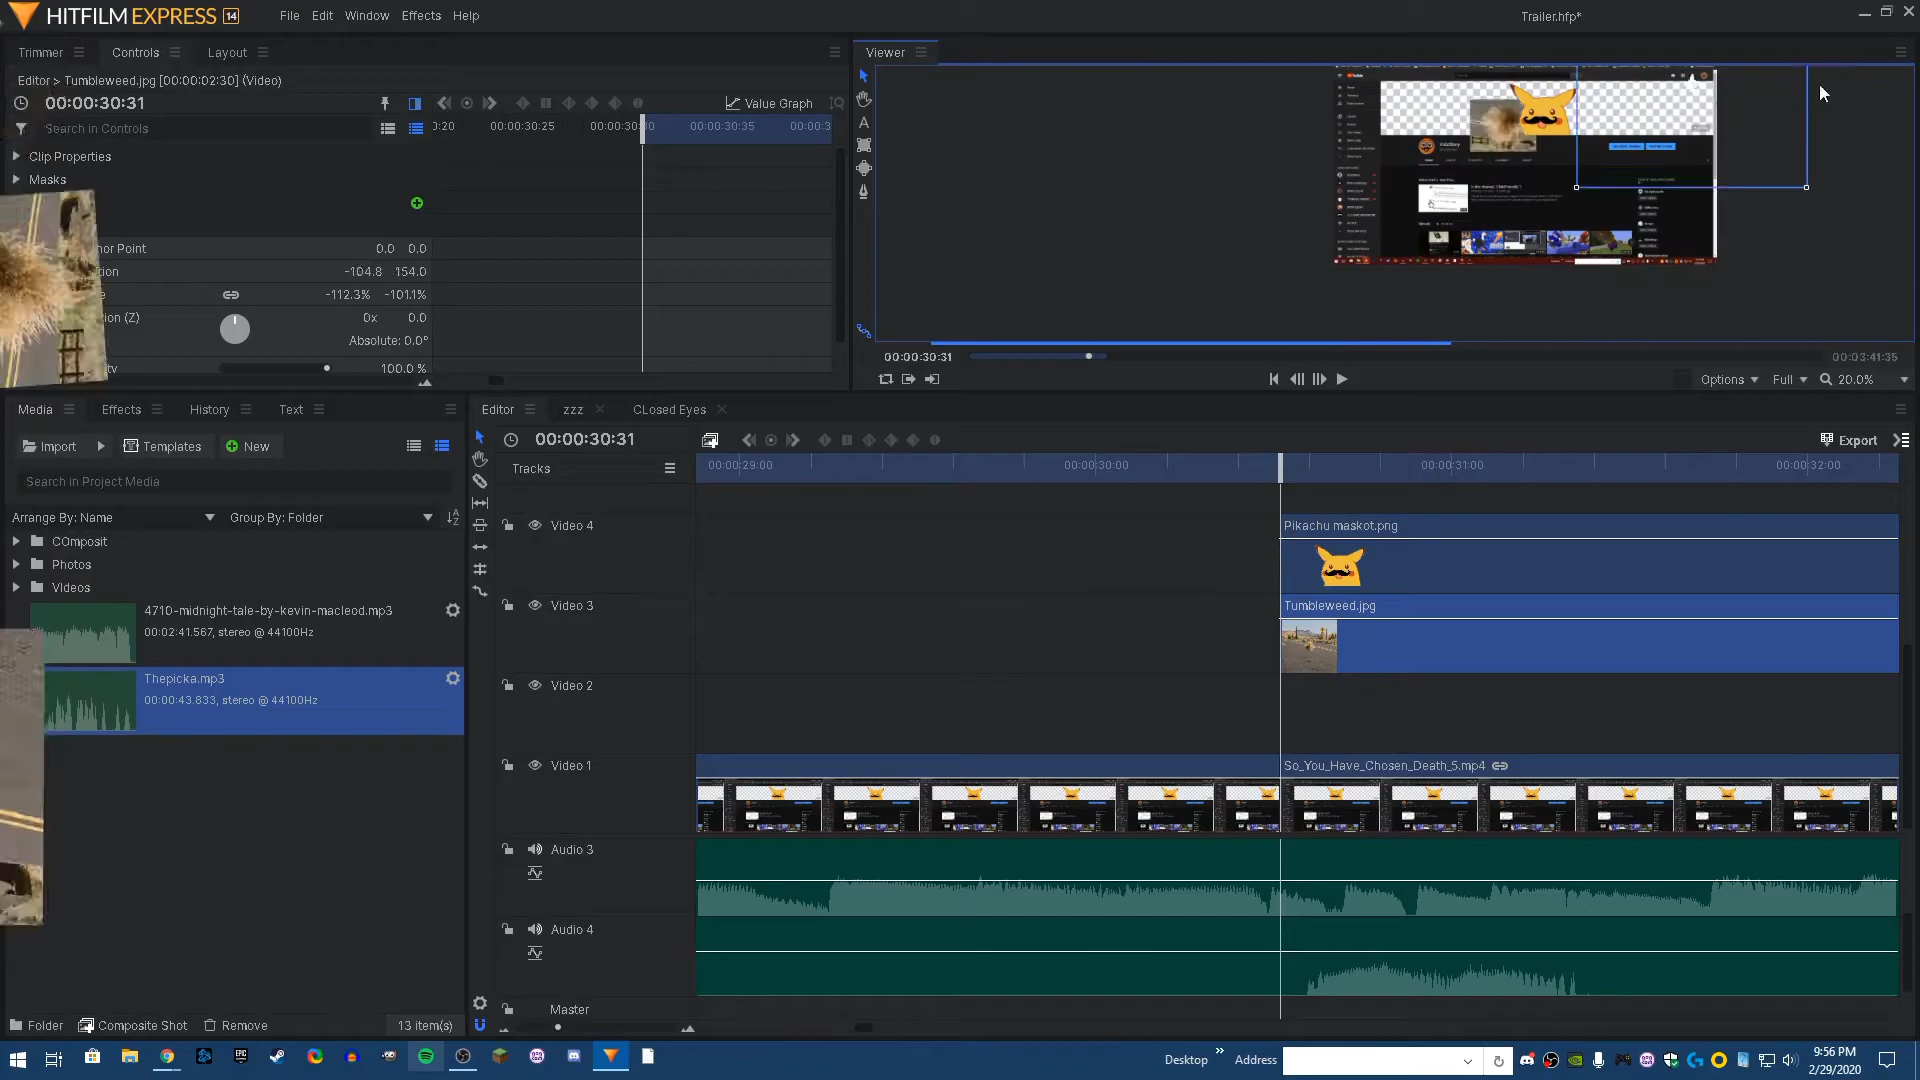 HITFILM EXPRESS 14
File Edit Window Effects Help
Trailer.hfp*
Trimmer Controls Layout
Viewer
Editor > Tumbleweed.jpg [00:00:02:30] (Video)
00:00:30:31
Value Graph
Search in Controls
0:20 00:00:30:25 00:00:30:30 00:00:30:35 00:00:3
Clip Properties
Masks
hor Point 0.0 0.0
tion -104.8 154.0
e -112.3% -101.1%
ion (Z) 0x 0.0
Absolute: 0.0°
ty 100.0 %
00:00:30:31
00:03:41:35
Options Full 20.0%
Media Effects History Text
Editor zzz CLosed Eyes
Import Templates New
00:00:30:31
Export
Search in Project Media
Tracks
00:00:29:00 00:00:30:00 00:00:31:00 00:00:32:00
Arrange By: Name Group By: Folder
COmposit
Photos
VIdeos
4710-midnight-tale-by-kevin-macleod.mp3
00:02:41.567, stereo @ 44100Hz
Thepicka.mp3
00:00:43.833, stereo @ 44100Hz
Video 4
Pikachu maskot.png
Video 3
Tumbleweed.jpg
Video 2
Video 1
So_You_Have_Chosen_Death_5.mp4
Audio 3
Audio 4
Master
Folder Composite Shot Remove 13 item(s)
Desktop Address
9:56 PM
2/29/2020